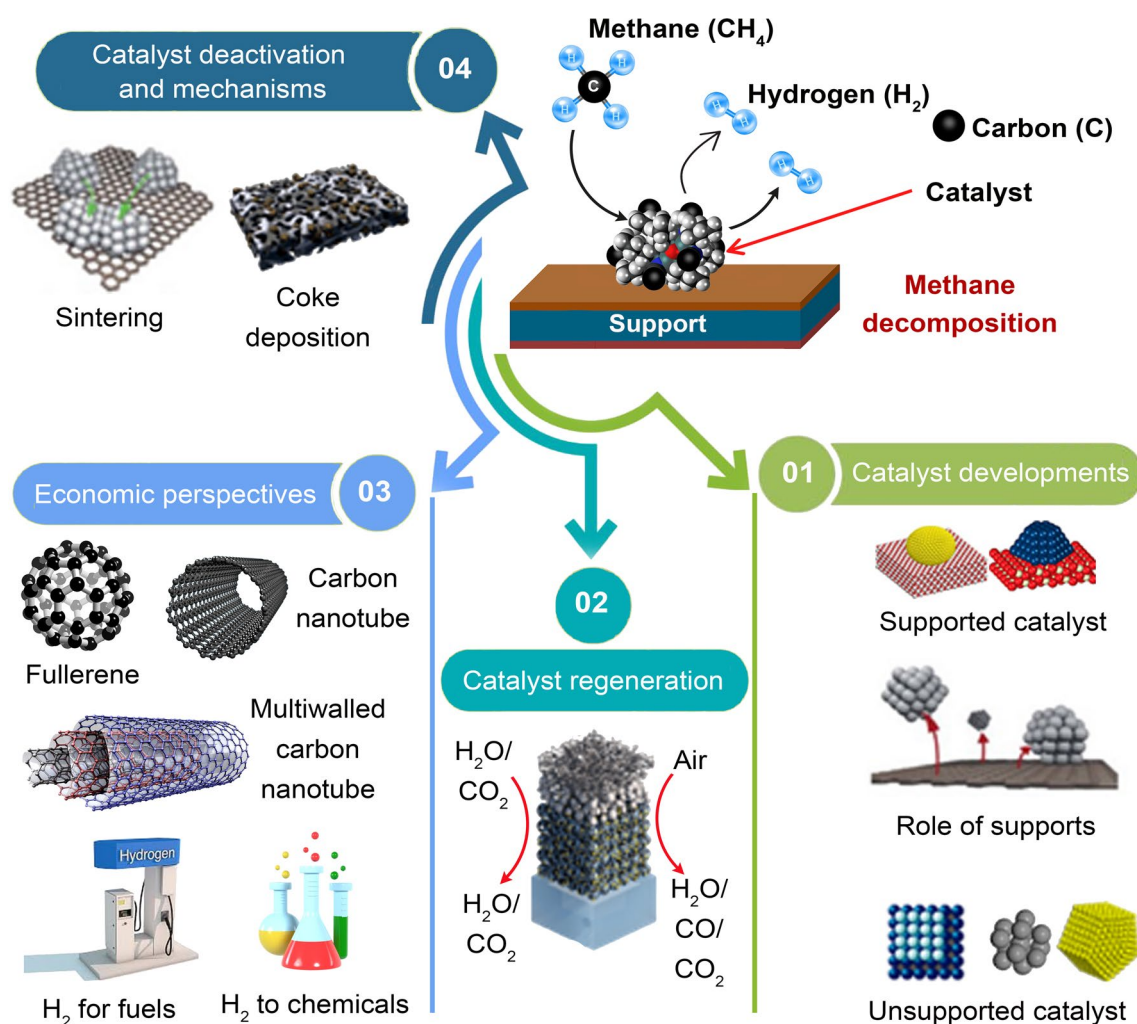 Catalyst deactivation
and mechanisms
04
Sintering
Coke
deposition
Methane (CH₄)
H
H
C
H
H
Hydrogen (H₂)
H
H
H
H
Carbon (C)
Catalyst
Support
Methane
decomposition
01
Catalyst developments
Supported catalyst
Role of supports
Unsupported catalyst
02
Catalyst regeneration
H₂O/
CO₂
Air
H₂O/
CO₂
H₂O/
CO/
CO₂
Economic perspectives
03
Fullerene
Carbon
nanotube
Multiwalled
carbon
nanotube
Hydrogen
H₂ for fuels
H₂ to chemicals